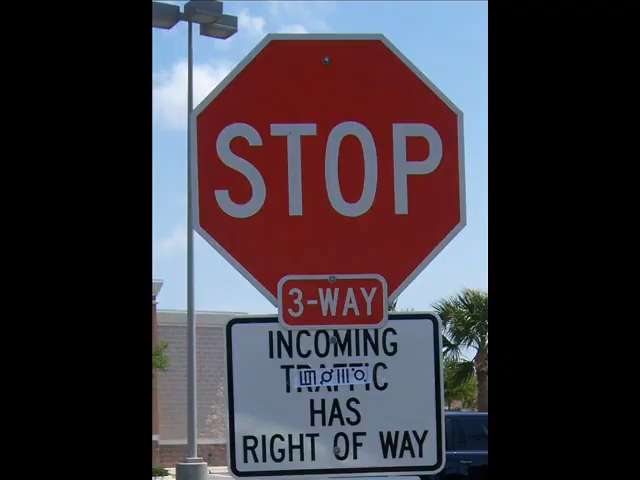 STOP
3-WAY
INCOMING
TRAFFIC
HAS
RIGHT OF WAY